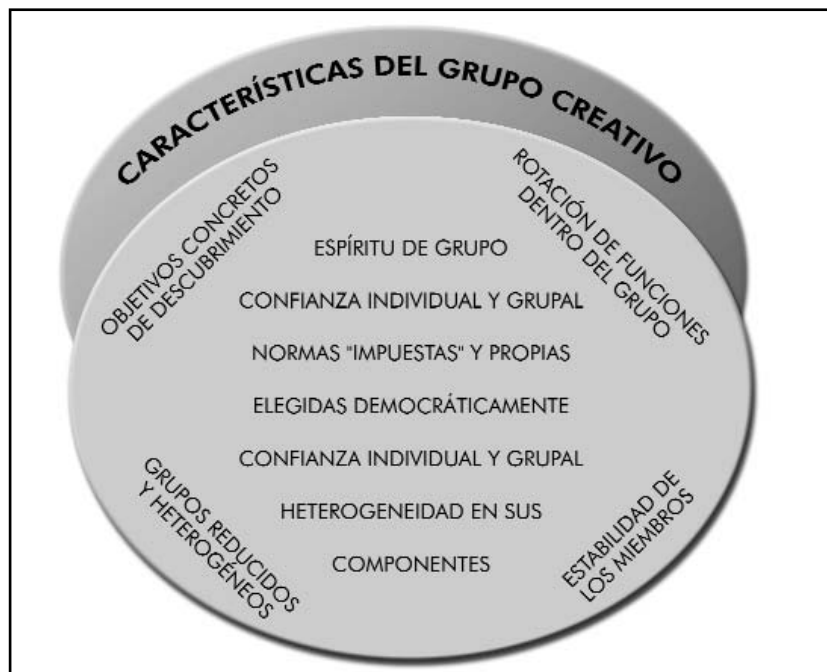 CARACTERÍSTICAS DEL GRUPO CREATIVO
OBJETIVOS CONCRETOS
DE DESCUBRIMIENTO
ROTACIÓN DE FUNCIONES
DENTRO DEL GRUPO
ESPÍRITU DE GRUPO
CONFIANZA INDIVIDUAL Y GRUPAL
NORMAS "IMPUESTAS" Y PROPIAS
ELEGIDAS DEMOCRÁTICAMENTE
CONFIANZA INDIVIDUAL Y GRUPAL
HETEROGENEIDAD EN SUS
COMPONENTES
GRUPOS REDUCIDOS
Y HETEROGÉNEOS
ESTABILIDAD DE
LOS MIEMBROS